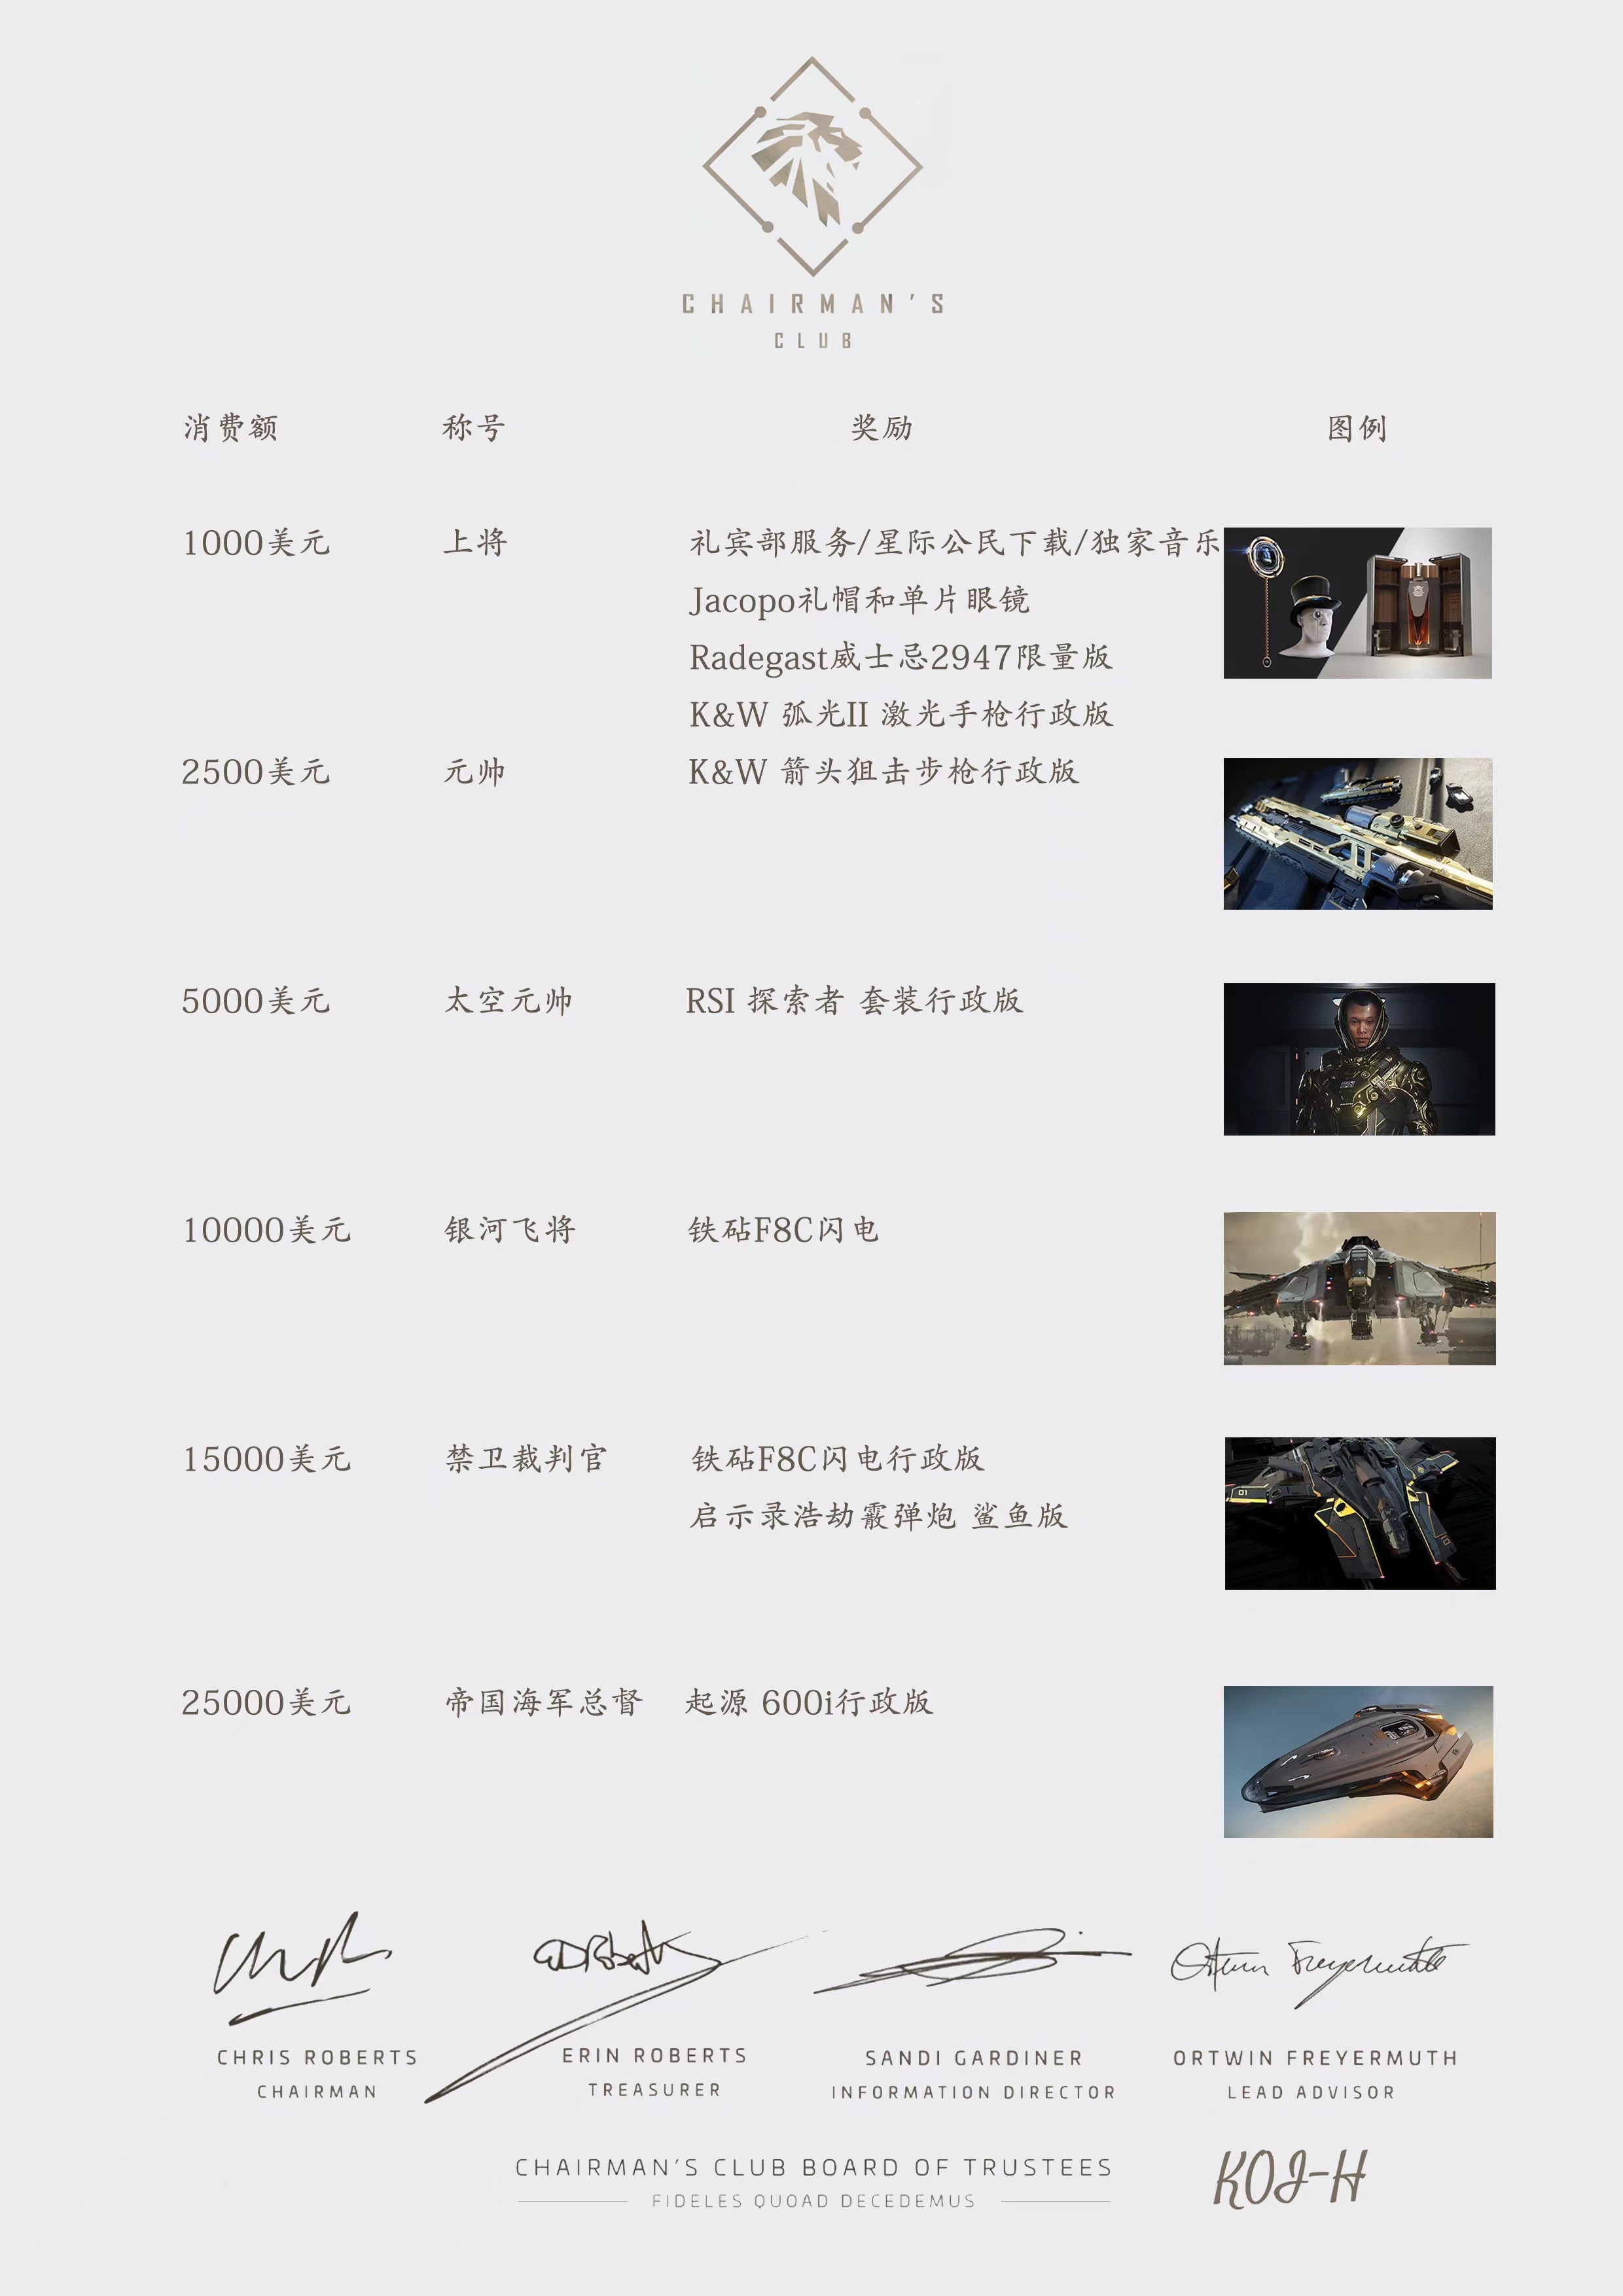 CHAIRMAN'S
CLUB
消费额 称号 奖励 图例
1000美元 上将 礼宾部服务/星际公民下载/独家音乐
Jacopo礼帽和单片眼镜
Radegast威士忌2947限量版
K&W 弧光II 激光手枪行政版
2500美元 元帅 K&W 箭头狙击步枪行政版
5000美元 太空元帅 RSI 探索者 套装行政版
10000美元 银河飞将 铁砧F8C闪电
15000美元 禁卫裁判官 铁砧F8C闪电行政版
01
启示录浩劫霰弹炮 鲨鱼版
25000美元 帝国海军总督 起源 600i行政版
Ortwin Freyermuth
CHRIS ROBERTS ERIN ROBERTS SANDI GARDINER ORTWIN FREYERMUTH
CHAIRMAN TREASURER INFORMATION DIRECTOR LEAD ADVISOR
CHAIRMAN'S CLUB BOARD OF TRUSTEES
FIDELES QUOAD DECEDEMUS
KOI-H